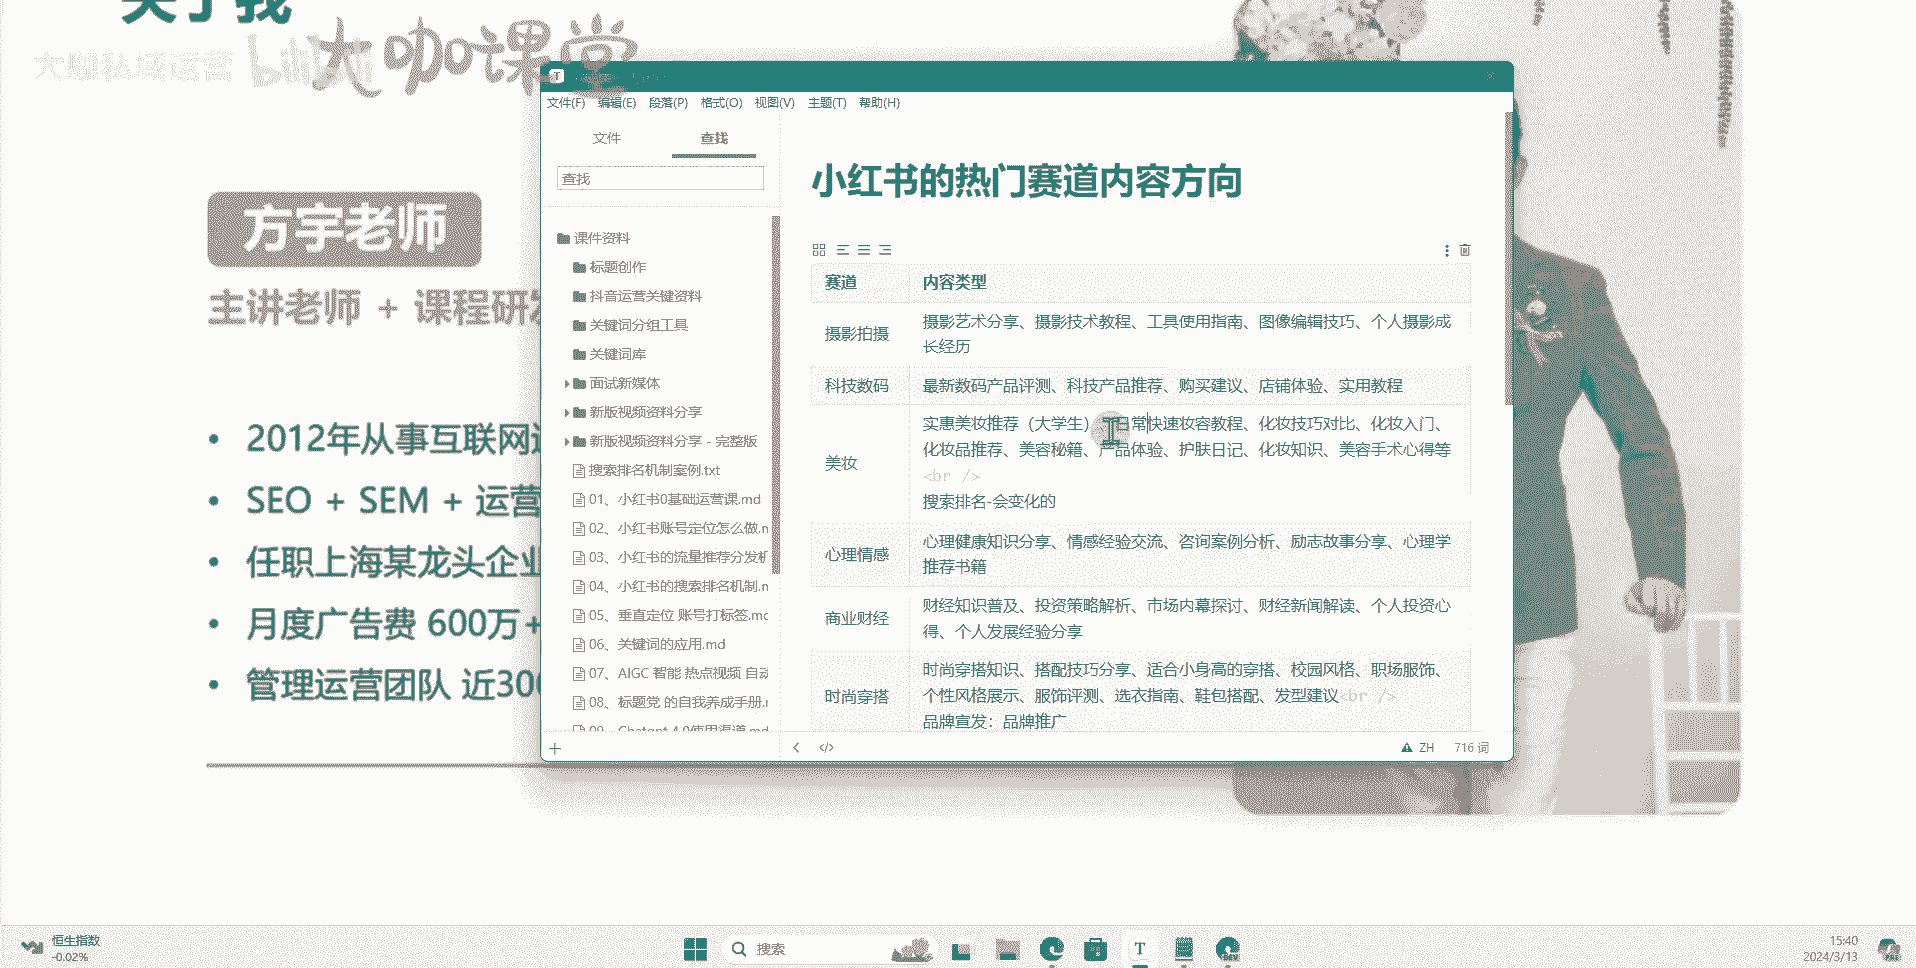 关于我
大咖私域运营 bilibili
大咖课堂
方宇老师
主讲老师 + 课程研发
2012年从事互联网
SEO + SEM + 运营
任职上海某龙头企业
月度广告费 600万+
管理运营团队 近300
文件(F) 编辑(E) 段落(P) 格式(O) 视图(V) 主题(T) 帮助(H)
文件 查找
查找
课件资料
标题创作
抖音运营关键资料
关键词分组工具
关键词库
面试新媒体
新版视频资料分享
新版视频资料分享 - 完整版
搜索排名机制案例.txt
01、小红书0基础运营课.md
02、小红书账号定位怎么做.m
03、小红书的流量推荐分发机
04、小红书的搜索排名机制.m
05、垂直定位 账号打标签.mc
06、关键词的应用.md
07、AIGC 智能 热点视频 自动
08、标题党 的自我养成手册.r
09、Chatgpt 4.0使用渠道.md
小红书的热门赛道内容方向
赛道 内容类型
摄影拍摄
摄影艺术分享、摄影技术教程、工具使用指南、图像编辑技巧、个人摄影成
长经历
科技数码 最新数码产品评测、科技产品推荐、购买建议、店铺体验、实用教程
美妆
实惠美妆推荐（大学生）、日常快速妆容教程、化妆技巧对比、化妆入门、
化妆品推荐、美容秘籍、产品体验、护肤日记、化妆知识、美容手术心得等
<br />
搜索排名-会变化的
心理情感
心理健康知识分享、情感经验交流、咨询案例分析、励志故事分享、心理学
推荐书籍
商业财经
财经知识普及、投资策略解析、市场内幕探讨、财经新闻解读、个人投资心
得、个人发展经验分享
时尚穿搭
时尚穿搭知识、搭配技巧分享、适合小身高的穿搭、校园风格、职场服饰、
个性风格展示、服饰评测、选衣指南、鞋包搭配、发型建议<br />
品牌宣发：品牌推广
ZH 716 词
恒生指数
-0.02%
搜索
15:40
2024/3/13